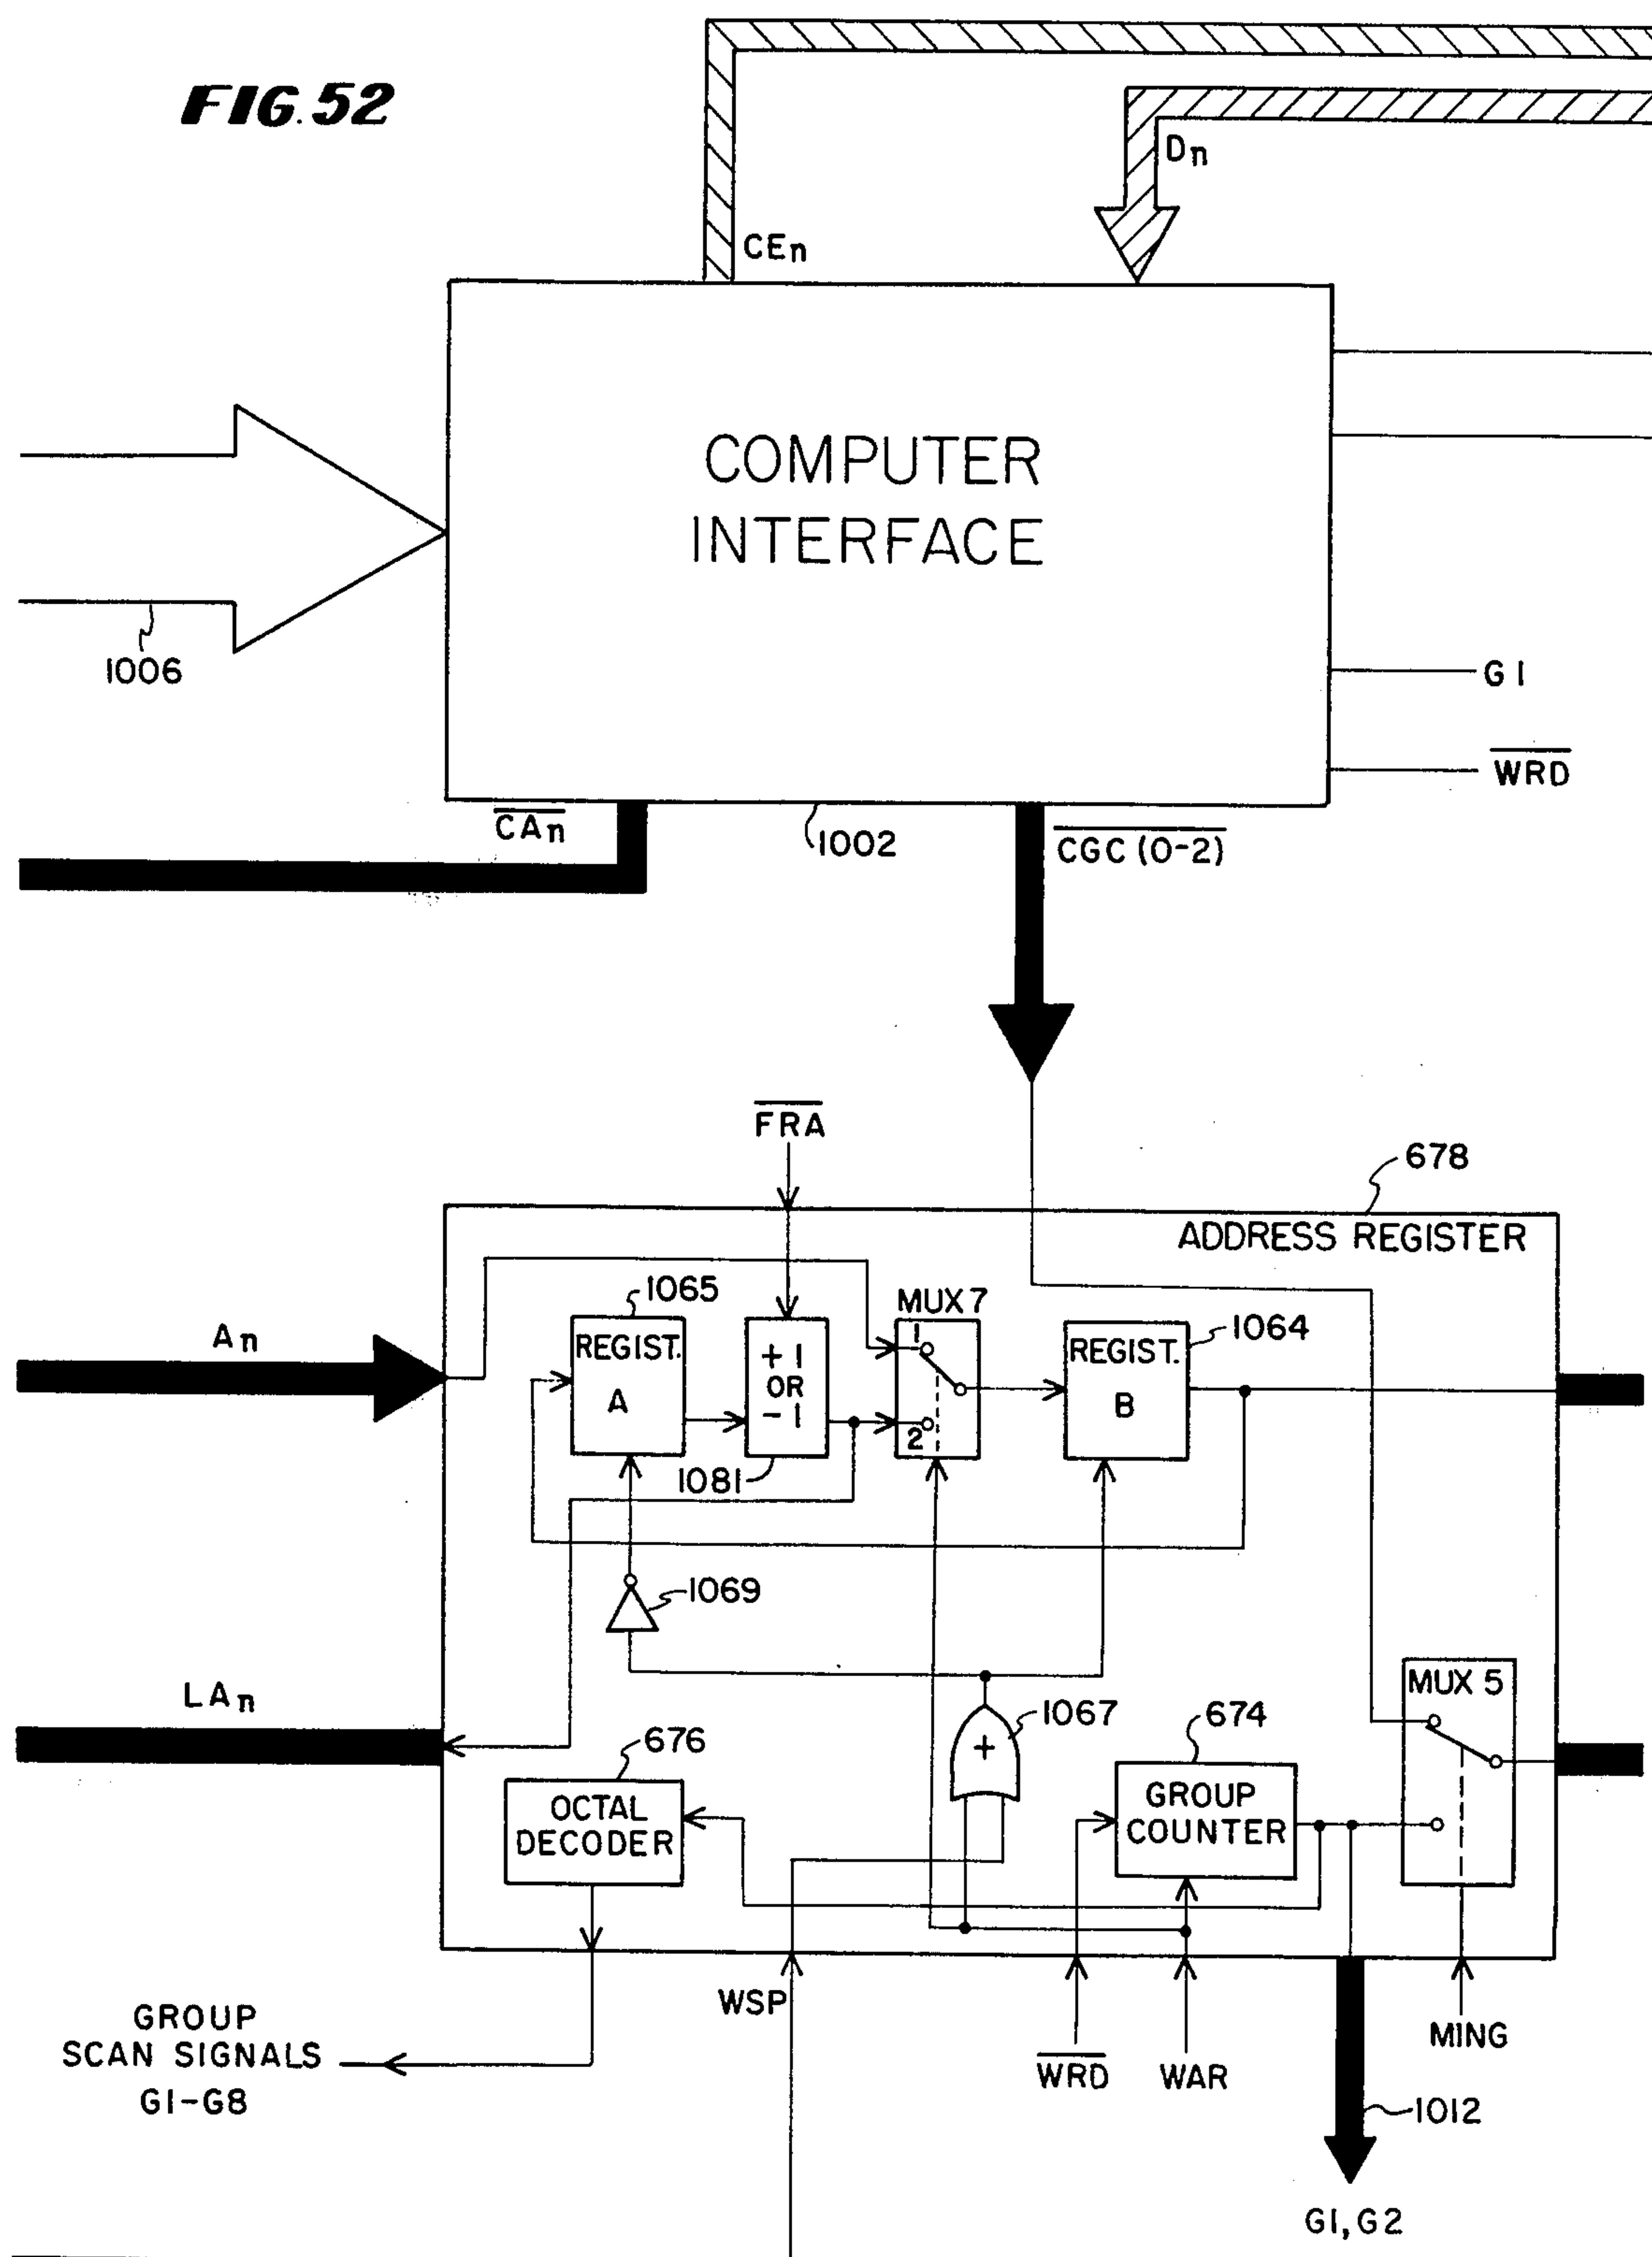 FIG. 52
Dn
CEn
COMPUTER
INTERFACE
1006
G1
WRD
CAn
1002
CGC (0-2)
FRA
678
ADDRESS REGISTER
1065
MUX 7
1064
An
REGIST.
A
+1
OR
-1
1
2
REGIST.
B
1081
1069
LAn
MUX 5
1067
+
674
676
OCTAL
DECODER
GROUP
COUNTER
WSP
GROUP
SCAN SIGNALS
G1-G8
WRD
WAR
MING
1012
G1, G2